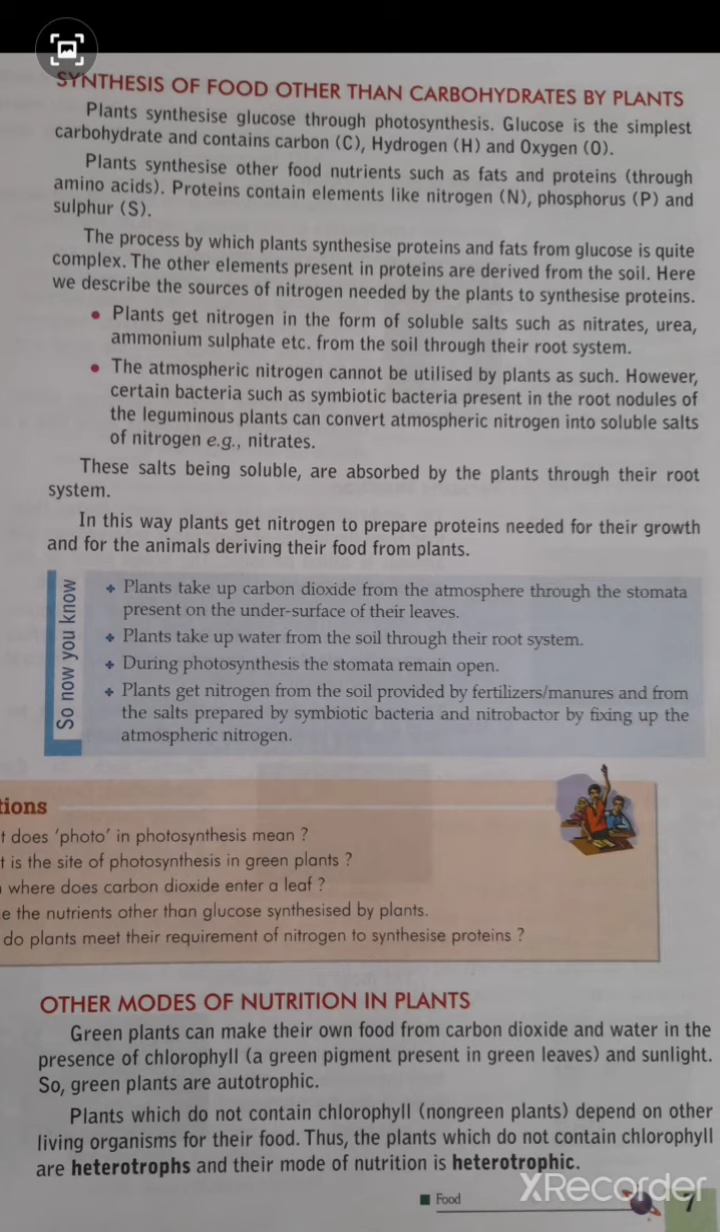 SYNTHESIS OF FOOD OTHER THAN CARBOHYDRATES BY PLANTS
Plants synthesise glucose through photosynthesis. Glucose is the simplest
carbohydrate and contains carbon (C), Hydrogen (H) and Oxygen (O).
Plants synthesise other food nutrients such as fats and proteins (through
amino acids). Proteins contain elements like nitrogen (N), phosphorus (P) and
sulphur (S).
The process by which plants synthesise proteins and fats from glucose is quite
complex. The other elements present in proteins are derived from the soil. Here
we describe the sources of nitrogen needed by the plants to synthesise proteins.
• Plants get nitrogen in the form of soluble salts such as nitrates, urea,
ammonium sulphate etc. from the soil through their root system.
• The atmospheric nitrogen cannot be utilised by plants as such. However,
certain bacteria such as symbiotic bacteria present in the root nodules of
the leguminous plants can convert atmospheric nitrogen into soluble salts
of nitrogen e.g., nitrates.
These salts being soluble, are absorbed by the plants through their root
system.
In this way plants get nitrogen to prepare proteins needed for their growth
and for the animals deriving their food from plants.
So now you know
Plants take up carbon dioxide from the atmosphere through the stomata
present on the under-surface of their leaves.
Plants take up water from the soil through their root system.
During photosynthesis the stomata remain open.
Plants get nitrogen from the soil provided by fertilizers/manures and from
the salts prepared by symbiotic bacteria and nitrobactor by fixing up the
atmospheric nitrogen.
tions
t does 'photo' in photosynthesis mean ?
t is the site of photosynthesis in green plants ?
where does carbon dioxide enter a leaf ?
e the nutrients other than glucose synthesised by plants.
do plants meet their requirement of nitrogen to synthesise proteins ?
OTHER MODES OF NUTRITION IN PLANTS
Green plants can make their own food from carbon dioxide and water in the
presence of chlorophyll (a green pigment present in green leaves) and sunlight.
So, green plants are autotrophic.
Plants which do not contain chlorophyll (nongreen plants) depend on other
living organisms for their food. Thus, the plants which do not contain chlorophyll
are heterotrophs and their mode of nutrition is heterotrophic.
XRecorder
Food 7